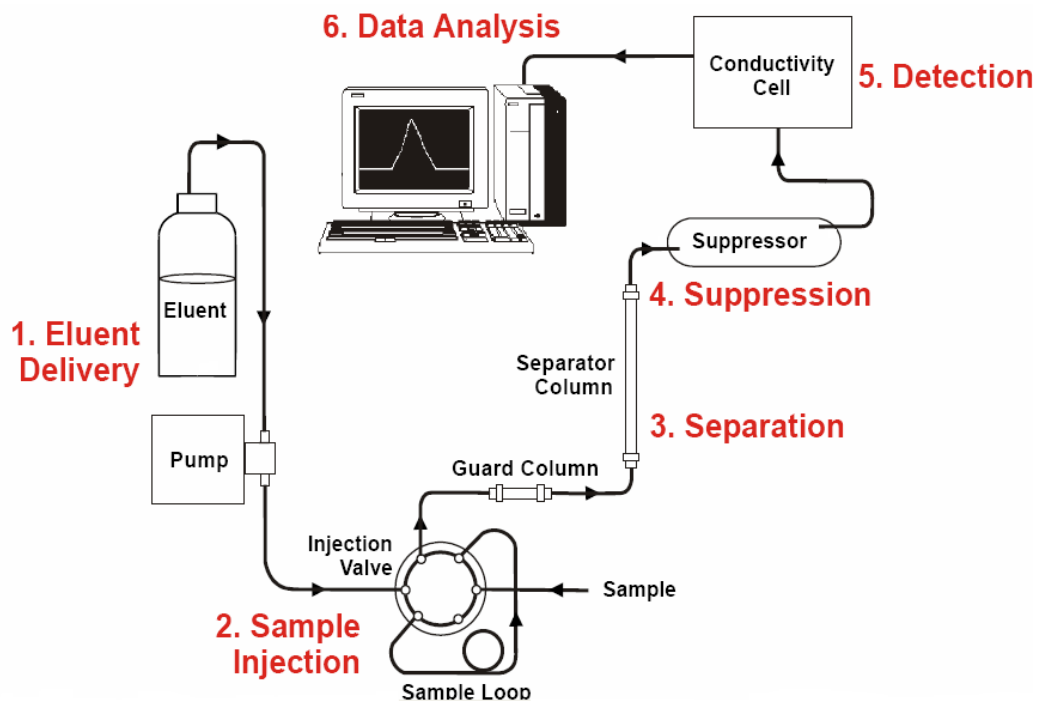 6. Data Analysis
Conductivity
Cell
5. Detection
Suppressor
4. Suppression
Eluent
1. Eluent
Delivery
Separator
Column
3. Separation
Pump
Guard Column
Injection
Valve
Sample
2. Sample
Injection
Sample Loop